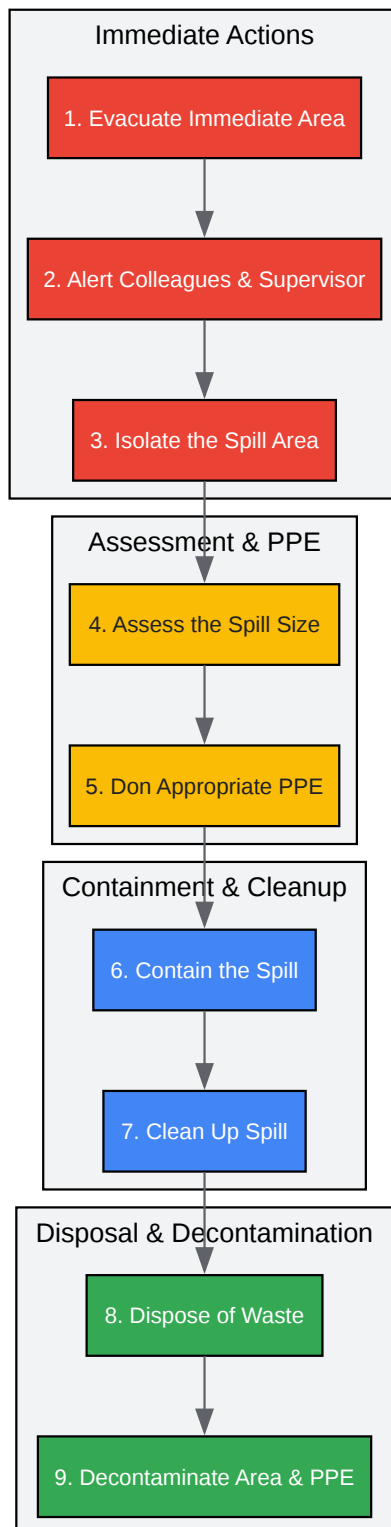 Immediate Actions
1. Evacuate Immediate Area
2. Alert Colleagues & Supervisor
3. Isolate the Spill Area
Assessment & PPE
4. Assess the Spill Size
5. Don Appropriate PPE
Containment & Cleanup
6. Contain the Spill
7. Clean Up Spill
Disposal & Decontamination
8. Dispose of Waste
9. Decontaminate Area & PPE